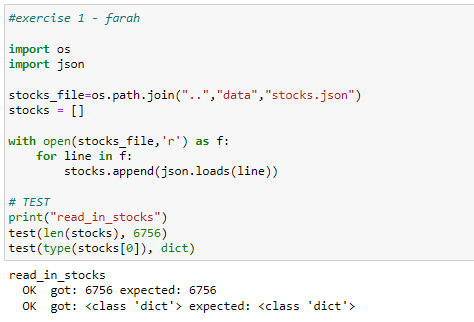 #exercise 1 - farah
import os
import json
stocks_file=os.path.join("..","data","stocks.json")
stocks = []
with open(stocks_file,'r') as f:
    for line in f:
        stocks.append(json.loads(line))
# TEST
print("read_in_stocks")
test(len(stocks), 6756)
test(type(stocks[0]), dict)
read_in_stocks
  OK  got: 6756 expected: 6756
  OK  got: <class 'dict'> expected: <class 'dict'>